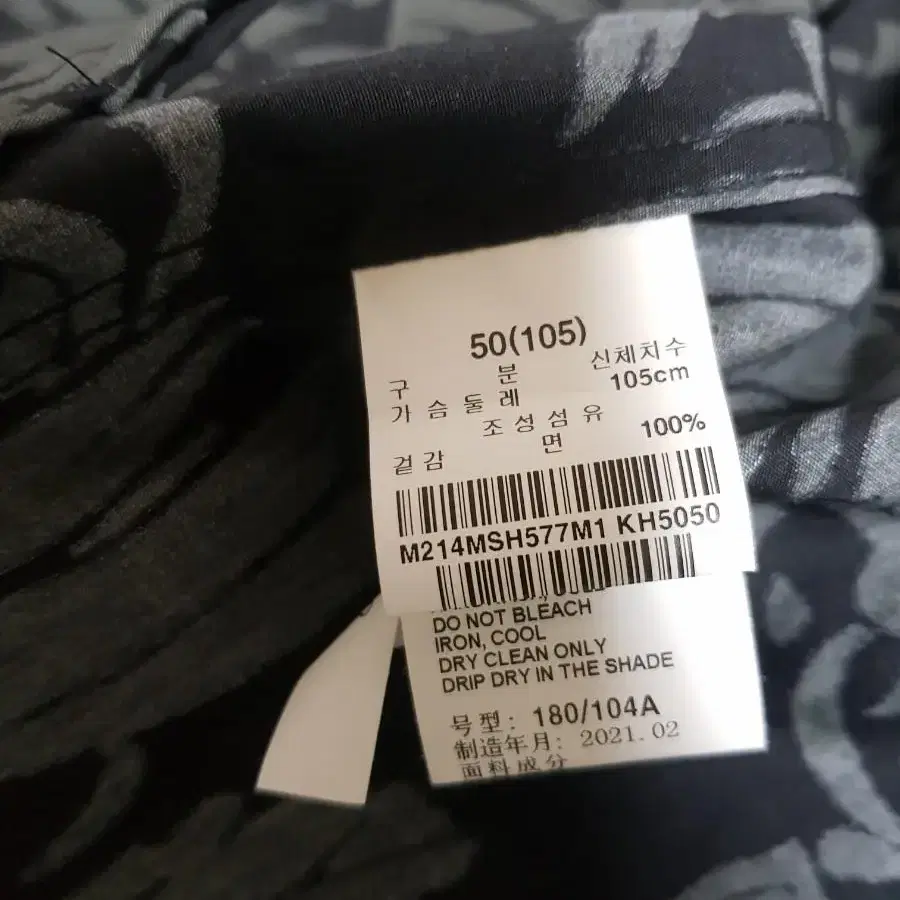 50(105)
구 분 신체치수
가슴둘레 105cm
조성섬유
겉감 면 100%
M214MSH577M1 KH5050
DO NOT BLEACH
IRON, COOL
DRY CLEAN ONLY
DRIP DRY IN THE SHADE
号型: 180/104A
制造年月: 2021.02
面料成分